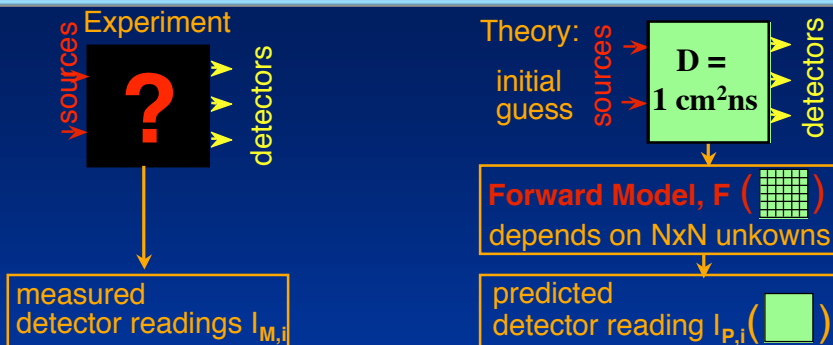 Experiment
sources
?
detectors
measured
detector readings I_M,i
Theory:
initial
guess
sources
D =
1 cm²ns
detectors
Forward Model, F ( )
depends on NxN unkowns
predicted
detector reading I_P,i( )